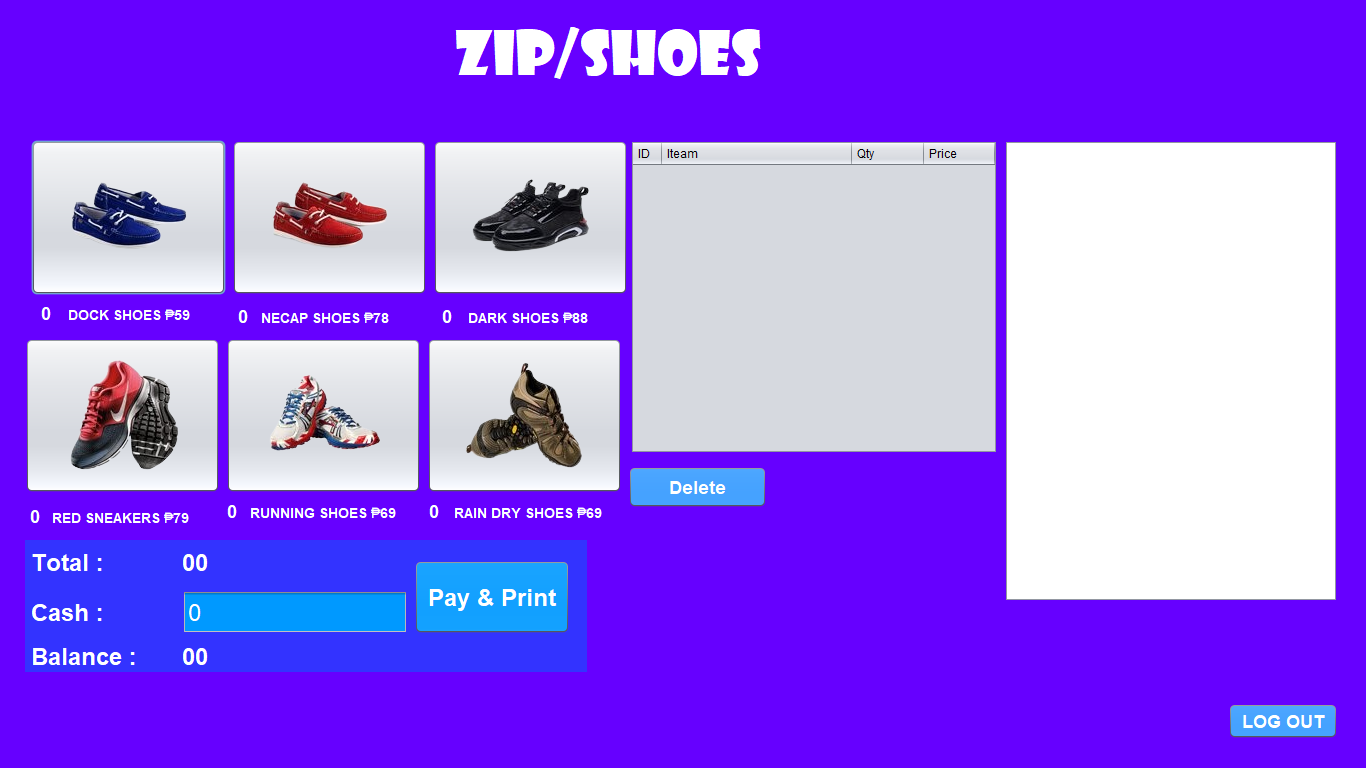 ZIP/SHOES
ID Iteam Qty Price
0 DOCK SHOES ₱59
0 NECAP SHOES ₱78
0 DARK SHOES ₱88
0 RED SNEAKERS ₱79
0 RUNNING SHOES ₱69
0 RAIN DRY SHOES ₱69
Delete
Total : 00
Cash : 0
Balance : 00
Pay & Print
LOG OUT